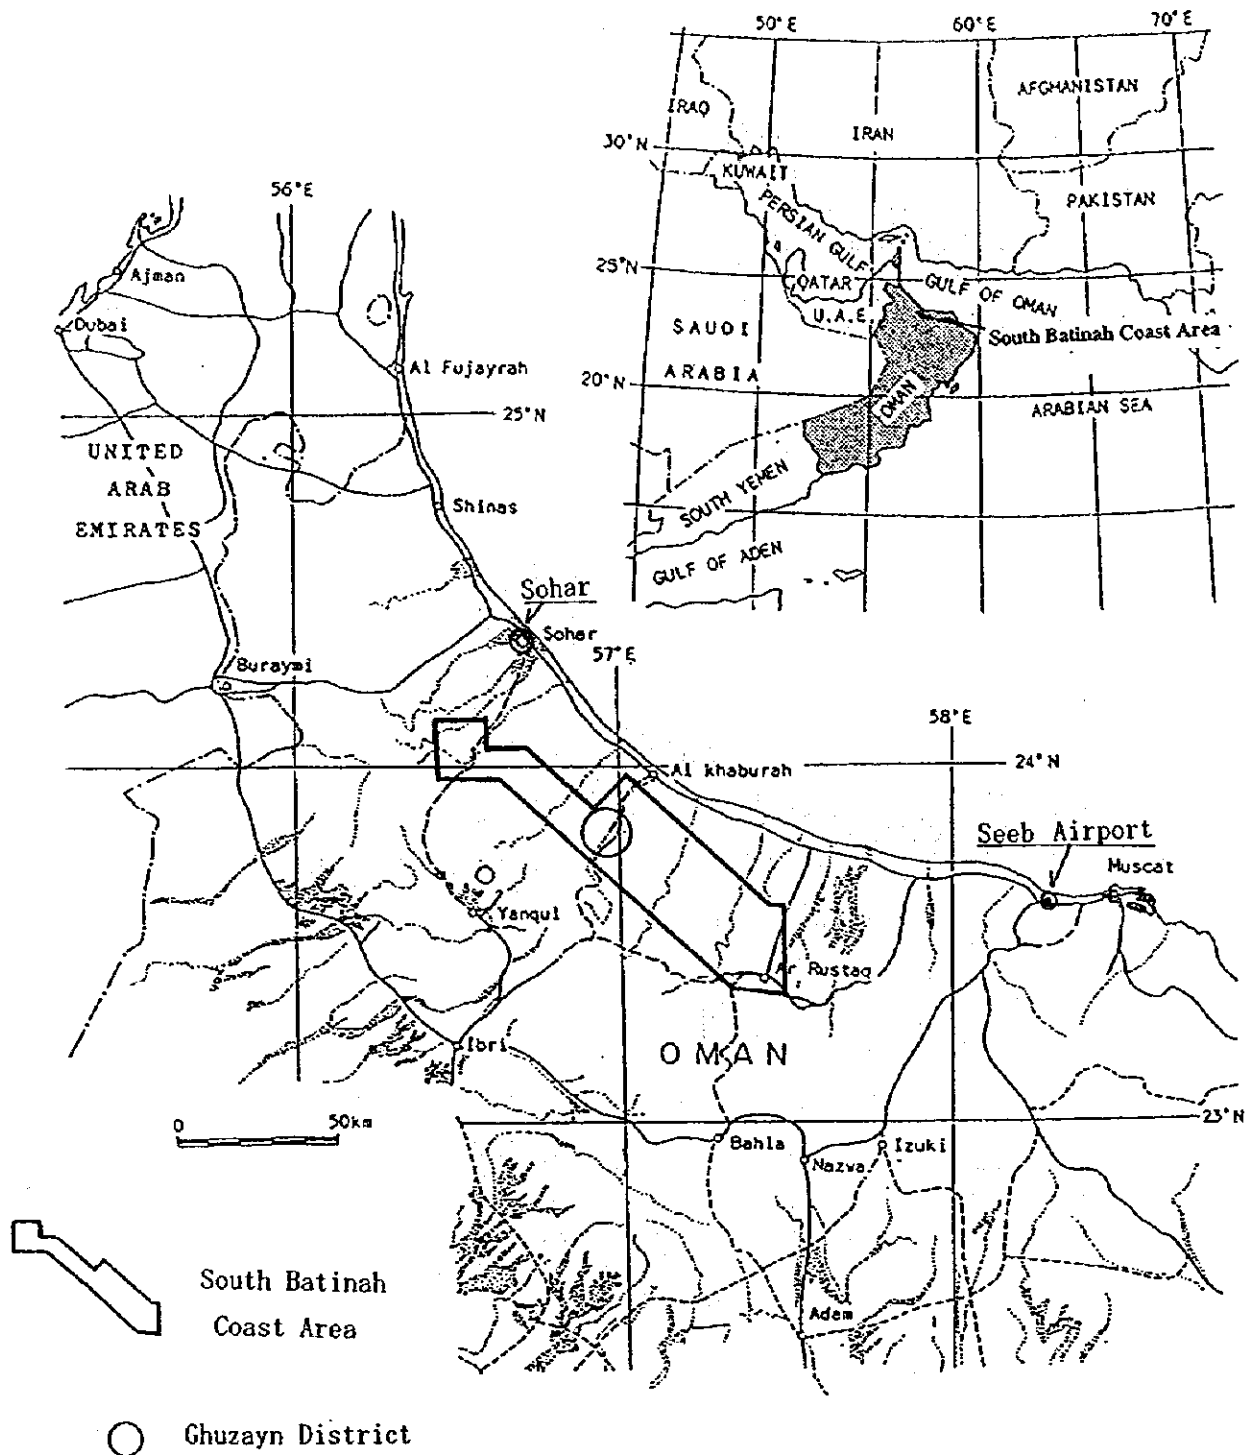 50°E 60°E 70°E
AFGHANISTAN
IRAQ
IRAN
30°N
KUWAIT
PAKISTAN
PERSIAN GULF
25°N
QATAR
GULF OF OMAN
U.A.E.
SAUDI
ARABIA
South Batinah Coast Area
20°N
OMAN
ARABIAN SEA
SOUTH YEMEN
GULF OF ADEN
56°E
Ajman
Dubai
Al Fujayrah
25°N
UNITED
ARAB
EMIRATES
Shinas
Sohar
Sohar
57°E
Buraymi
58°E
Al khaburah
24°N
Seeb Airport
Muscat
Yanqul
Ar Rustaq
Ibri
OMAN
0 50km
23°N
Bahla
Nazwa
Izuki
Adam
South Batinah
Coast Area
Ghuzayn District